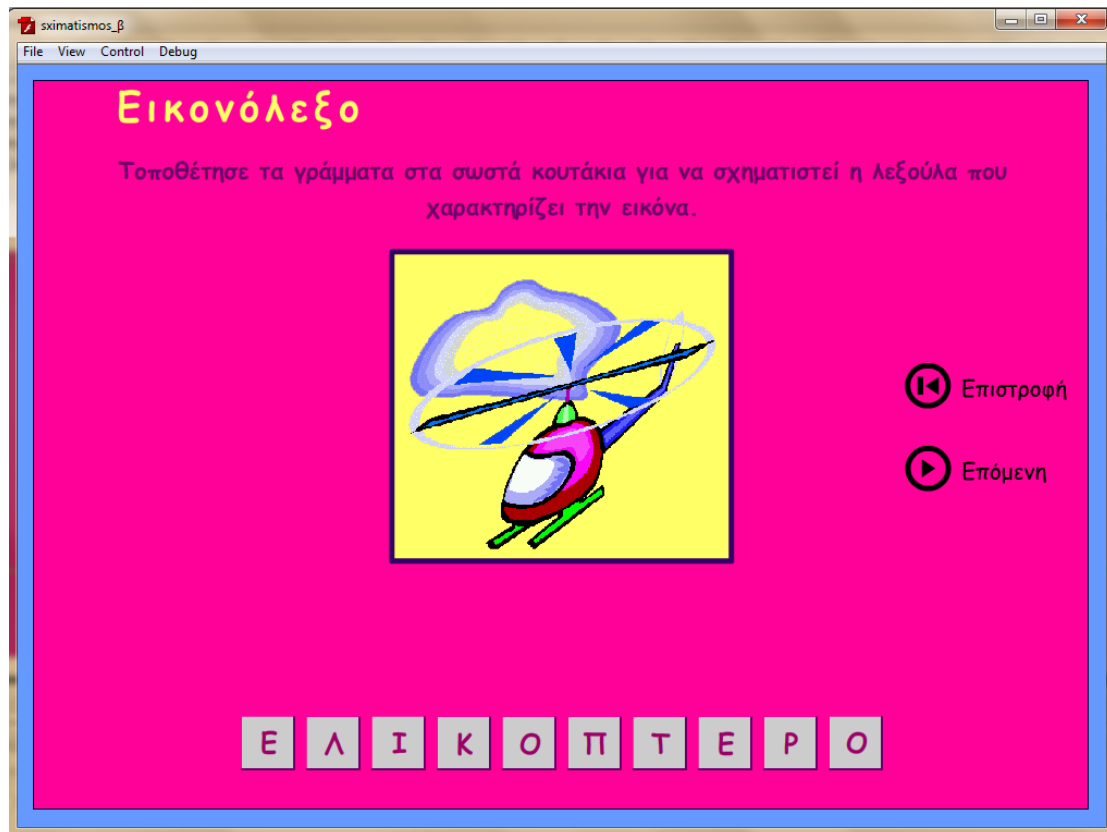 sximatismos_β
File View Control Debug
Εικονόλεξο
Τοποθέτησε τα γράμματα στα σωστά κουτάκια για να σχηματιστεί η λεξούλα που
χαρακτηρίζει την εικόνα.
Επιστροφή
Επόμενη
Ε Λ Ι Κ Ο Π Τ Ε Ρ Ο